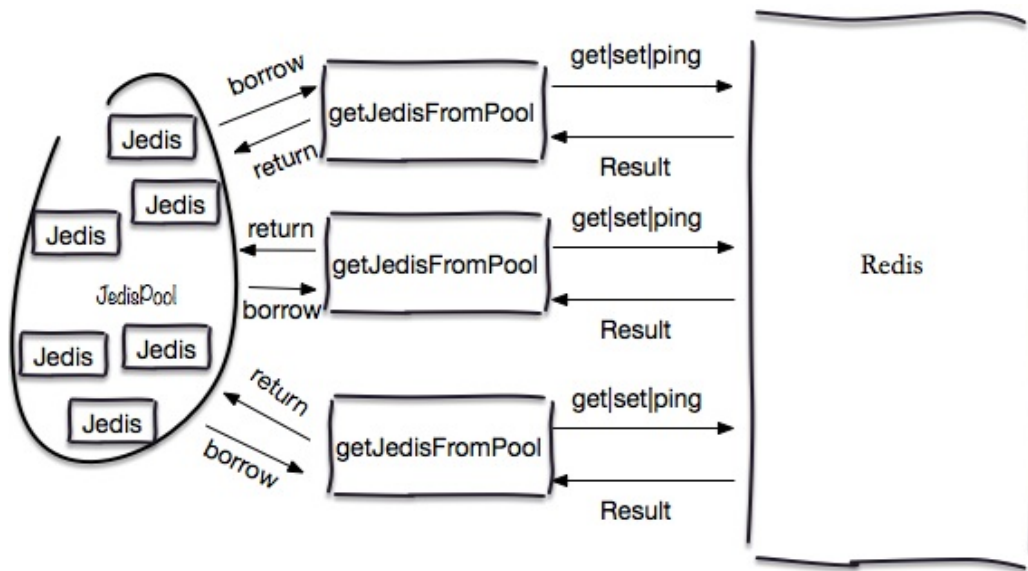 borrow
getJedisFromPool
get|set|ping
Jedis
return
Result
Jedis
Jedis
return
getJedisFromPool
get|set|ping
Redis
JedisPool
borrow
Result
Jedis
Jedis
return
getJedisFromPool
get|set|ping
Jedis
borrow
Result